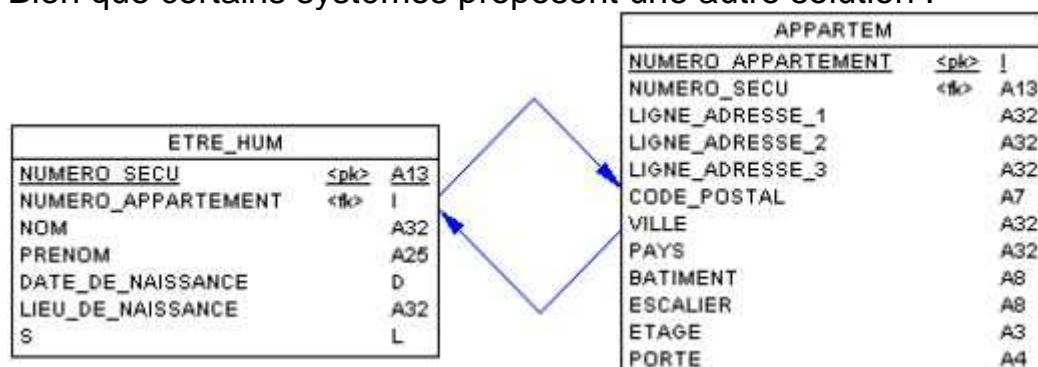 Bien que certains systèmes proposent une autre solution :
ETRE_HUM
NUMERO_SECU <pk> A13
NUMERO_APPARTEMENT <fk> I
NOM A32
PRENOM A25
DATE_DE_NAISSANCE D
LIEU_DE_NAISSANCE A32
S L
APPARTEM
NUMERO_APPARTEMENT <pk> I
NUMERO_SECU <fk> A13
LIGNE_ADRESSE_1 A32
LIGNE_ADRESSE_2 A32
LIGNE_ADRESSE_3 A32
CODE_POSTAL A7
VILLE A32
PAYS A32
BATIMENT A8
ESCALIER A8
ETAGE A3
PORTE A4